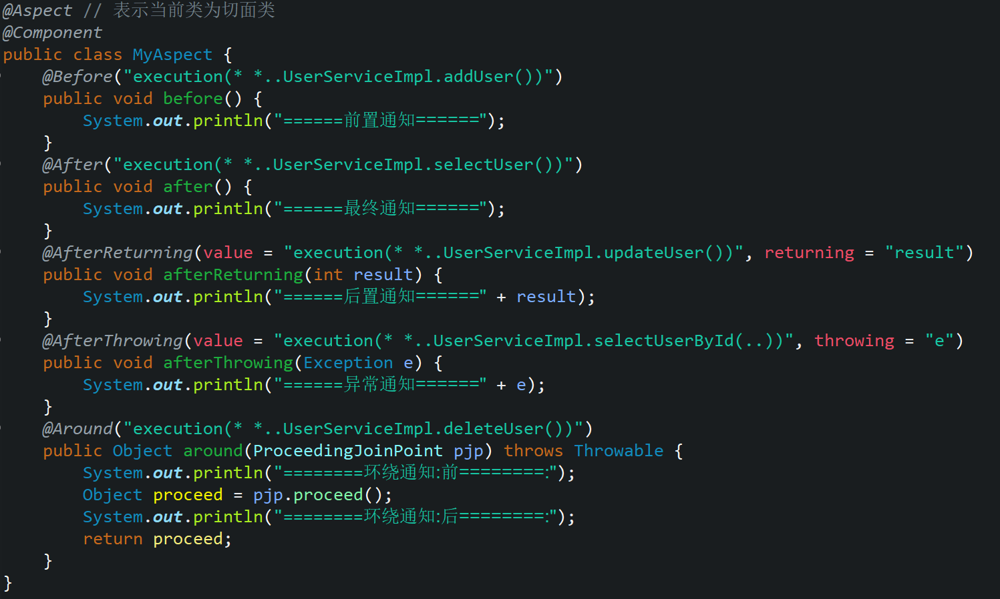 @Aspect // 表示当前类为切面类
@Component
public class MyAspect {
    @Before("execution(* *..UserServiceImpl.addUser())")
    public void before() {
        System.out.println("======前置通知======");
    }
    @After("execution(* *..UserServiceImpl.selectUser())")
    public void after() {
        System.out.println("======最终通知======");
    }
    @AfterReturning(value = "execution(* *..UserServiceImpl.updateUser())", returning = "result")
    public void afterReturning(int result) {
        System.out.println("======后置通知======" + result);
    }
    @AfterThrowing(value = "execution(* *..UserServiceImpl.selectUserById(..))", throwing = "e")
    public void afterThrowing(Exception e) {
        System.out.println("======异常通知======" + e);
    }
    @Around("execution(* *..UserServiceImpl.deleteUser())")
    public Object around(ProceedingJoinPoint pjp) throws Throwable {
        System.out.println("========环绕通知:前========:");
        Object proceed = pjp.proceed();
        System.out.println("========环绕通知:后========:");
        return proceed;
    }
}